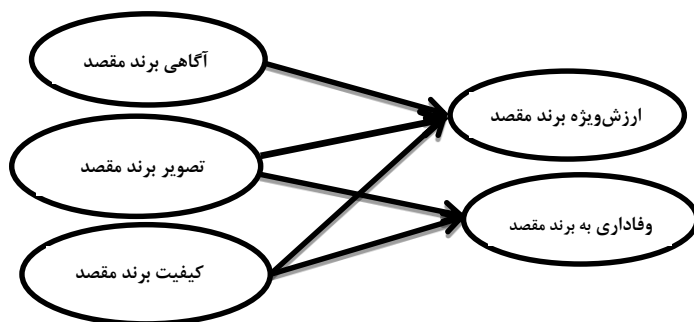 آگاهی برند مقصد
ارزش‌ویژه برند مقصد
تصویر برند مقصد
وفاداری به برند مقصد
کیفیت برند مقصد